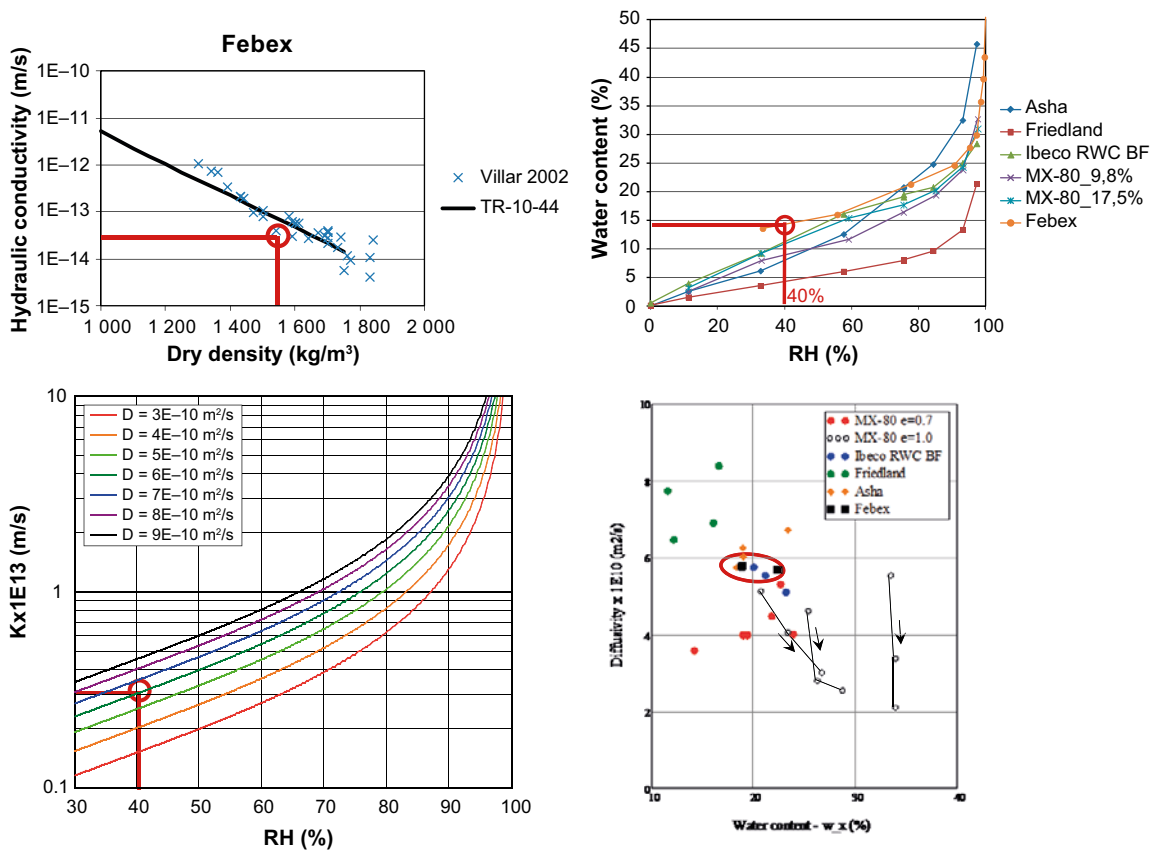 Febex
Hydraulic conductivity (m/s)
1E–10
1E–11
1E–12
1E–13
1E–14
1E–15
1 000
1 200
1 400
1 600
1 800
2 000
Dry density (kg/m³)
Villar 2002
TR-10-44
Water content (%)
50
45
40
35
30
25
20
15
10
5
0
40%
0
20
40
60
80
100
RH (%)
Asha
Friedland
Ibeco RWC BF
MX-80_9,8%
MX-80_17,5%
Febex
Kx1E13 (m/s)
10
1
0.1
D = 3E–10 m²/s
D = 4E–10 m²/s
D = 5E–10 m²/s
D = 6E–10 m²/s
D = 7E–10 m²/s
D = 8E–10 m²/s
D = 9E–10 m²/s
30
40
50
60
70
80
90
100
RH (%)
Diffusivity x 1E10 (m2/s)
10
8
6
4
2
0
MX-80 e=0.7
MX-80 e=1.0
Ibeco RWC BF
Friedland
Asha
Febex
10
20
30
40
Water content - w_x (%)